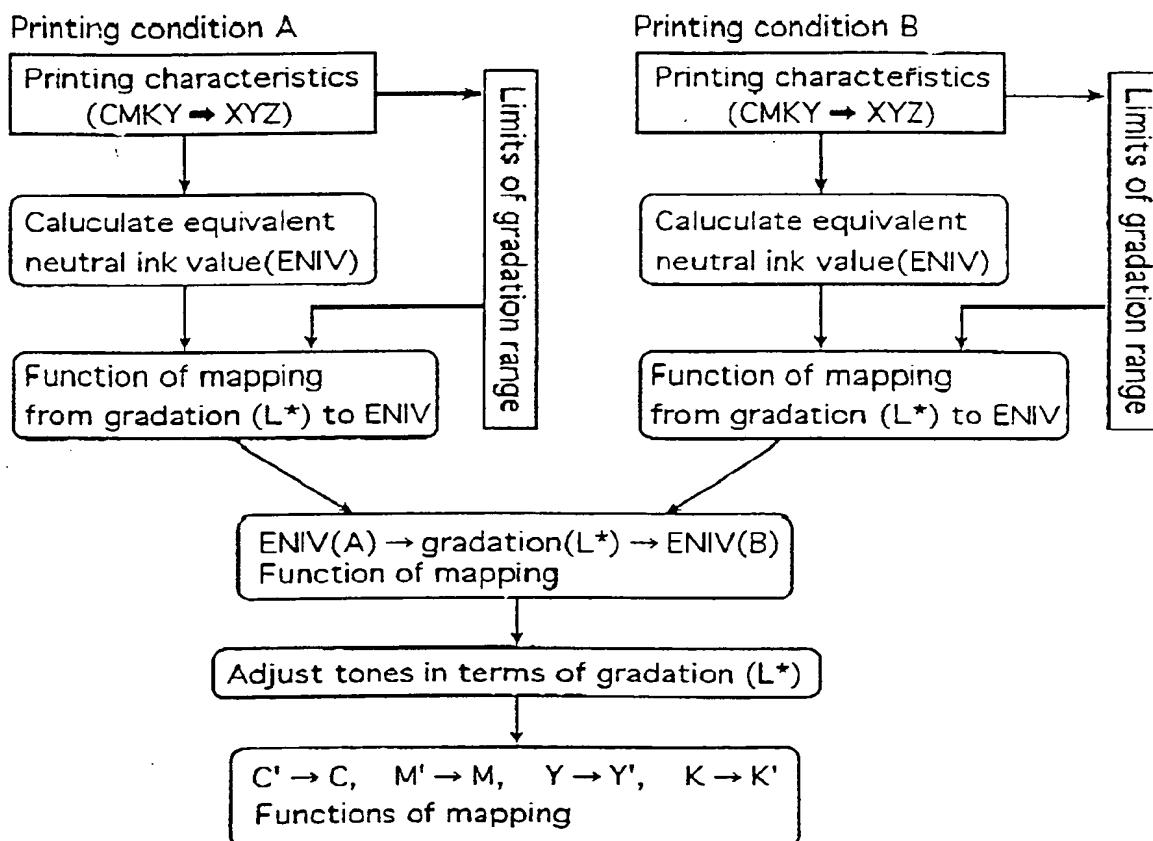 Printing condition A
Printing characteristics
(CMKY → XYZ)
Limits of gradation range
Caluculate equivalent
neutral ink value(ENIV)
Function of mapping
from gradation (L*) to ENIV
Printing condition B
Printing characteristics
(CMKY → XYZ)
Limits of gradation range
Caluculate equivalent
neutral ink value(ENIV)
Function of mapping
from gradation (L*) to ENIV
ENIV(A) → gradation(L*) → ENIV(B)
Function of mapping
Adjust tones in terms of gradation (L*)
C' → C, M' → M, Y → Y', K → K'
Functions of mapping